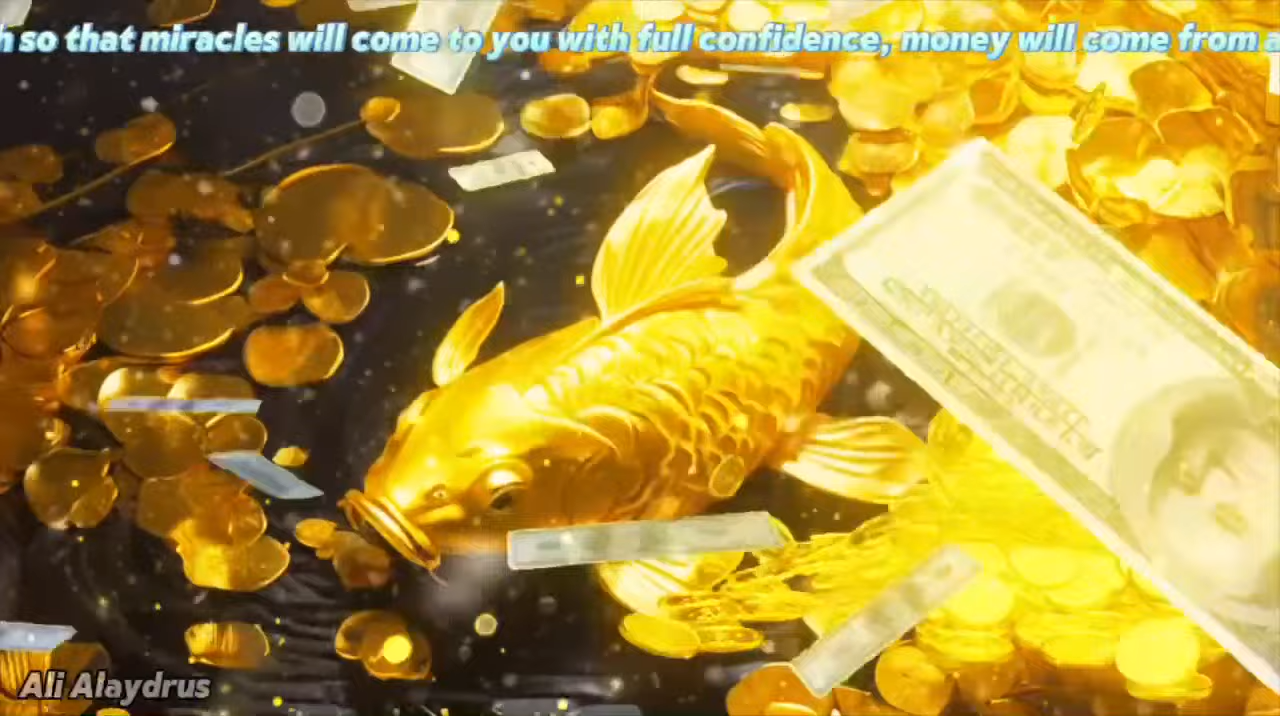 h so that miracles will come to you with full confidence, money will come from a
Ali Alaydrus